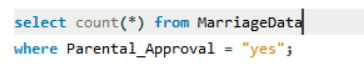 select count(*) from MarriageData
where Parental_Approval = "yes";